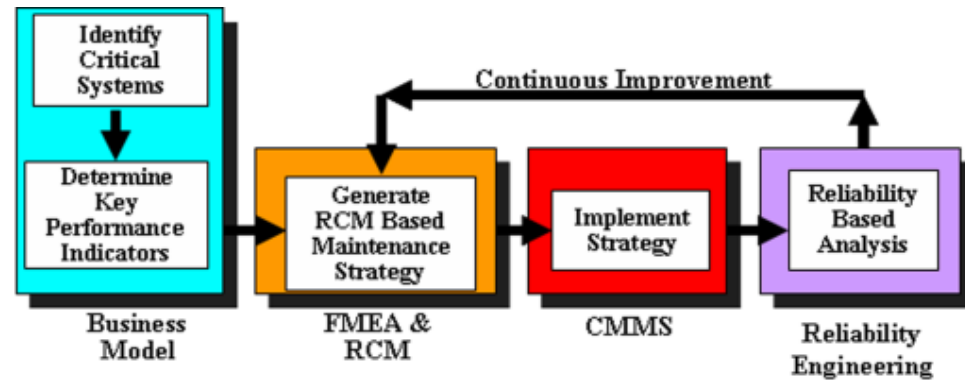 Identify
Critical
Systems
Determine
Key
Performance
Indicators
Business
Model
Continuous Improvement
Generate
RCM Based
Maintenance
Strategy
FMEA &
RCM
Implement
Strategy
CMMS
Reliability
Based
Analysis
Reliability
Engineering